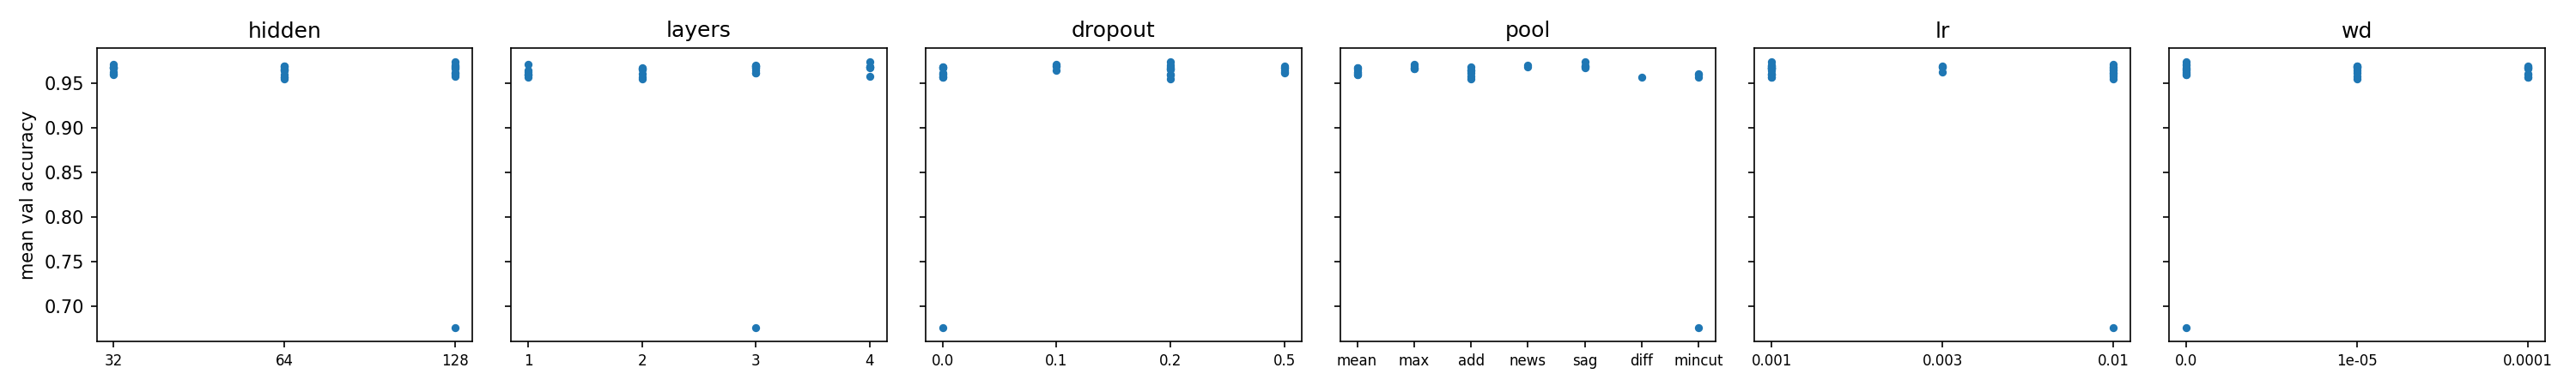 hidden
layers
dropout
pool
lr
wd
mean val accuracy
0.95
0.90
0.85
0.80
0.75
0.70
32 64 128
1 2 3 4
0.0 0.1 0.2 0.5
mean max add news sag diff mincut
0.001 0.003 0.01
0.0 1e-05 0.0001